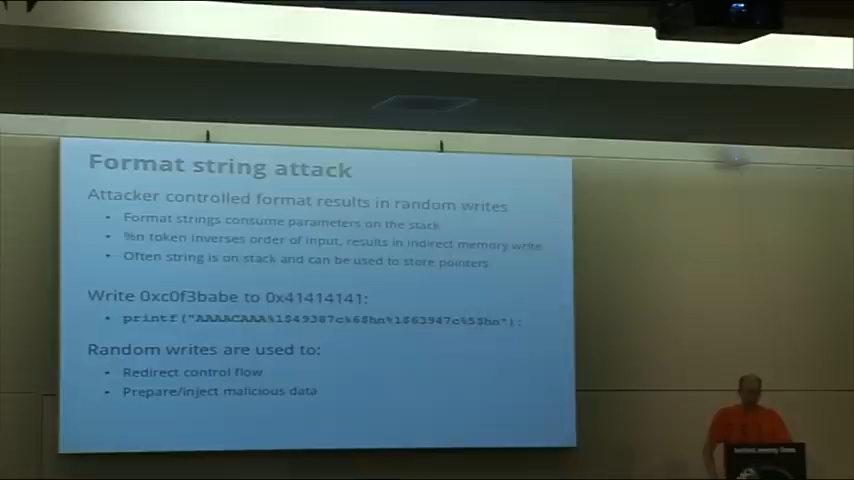 Format string attack
Attacker controlled format results in random writes
• Format strings consume parameters on the stack
• %n token inverses order of input, results in indirect memory write
• Often string is on stack and can be used to store pointers
Write 0xc0f3babe to 0x41414141:
• printf("AAAACAAA%1$49387c%6$hn%1$63947c%5$hn");
Random writes are used to:
• Redirect control flow
• Prepare/inject malicious data